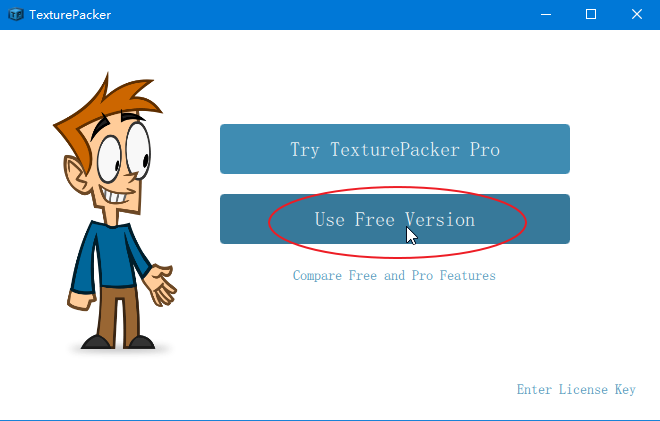 TexturePacker
Try TexturePacker Pro
Use Free Version
Compare Free and Pro Features
Enter License Key